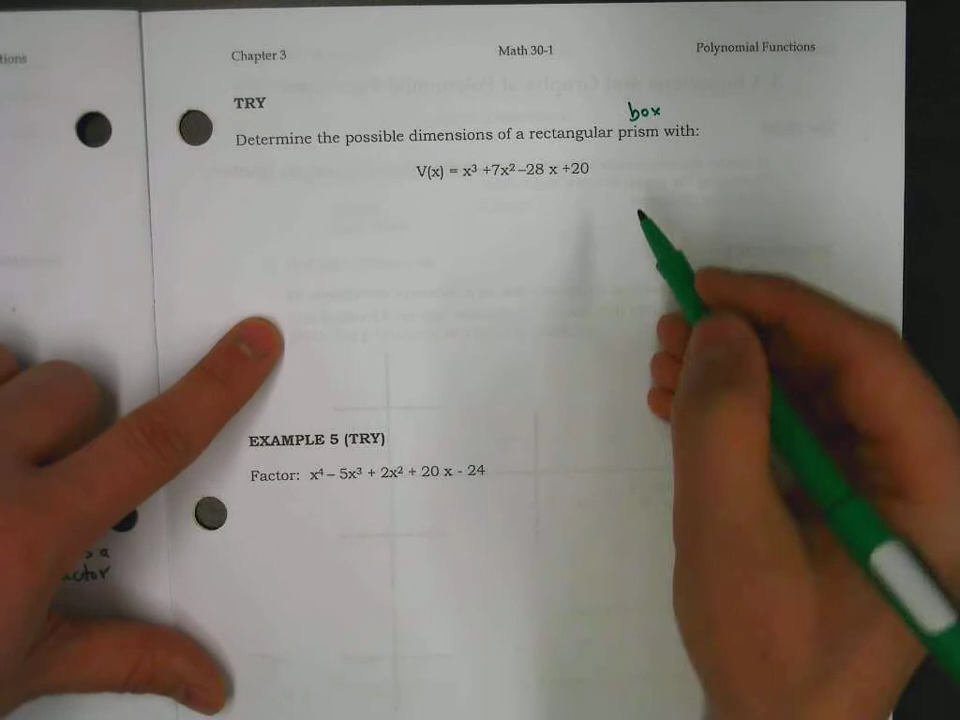 Chapter 3 Math 30-1 Polynomial Functions
TRY
box
Determine the possible dimensions of a rectangular prism with:
V(x) = x³ +7x² –28 x +20
EXAMPLE 5 (TRY)
Factor: x⁴ – 5x³ + 2x² + 20 x - 24